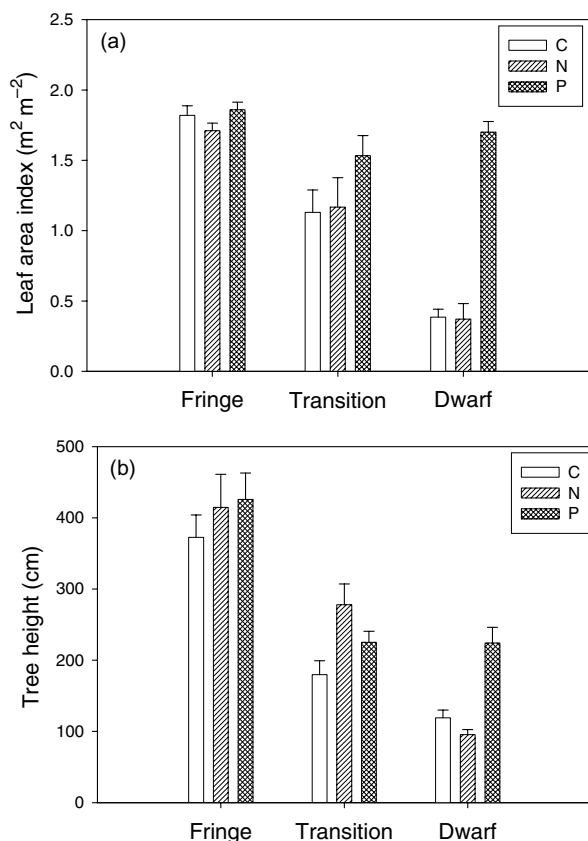 (a)
C
N
P
Leaf area index (m² m⁻²)
2.5
2.0
1.5
1.0
0.5
0.0
Fringe Transition Dwarf
(b)
C
N
P
Tree height (cm)
500
400
300
200
100
0
Fringe Transition Dwarf